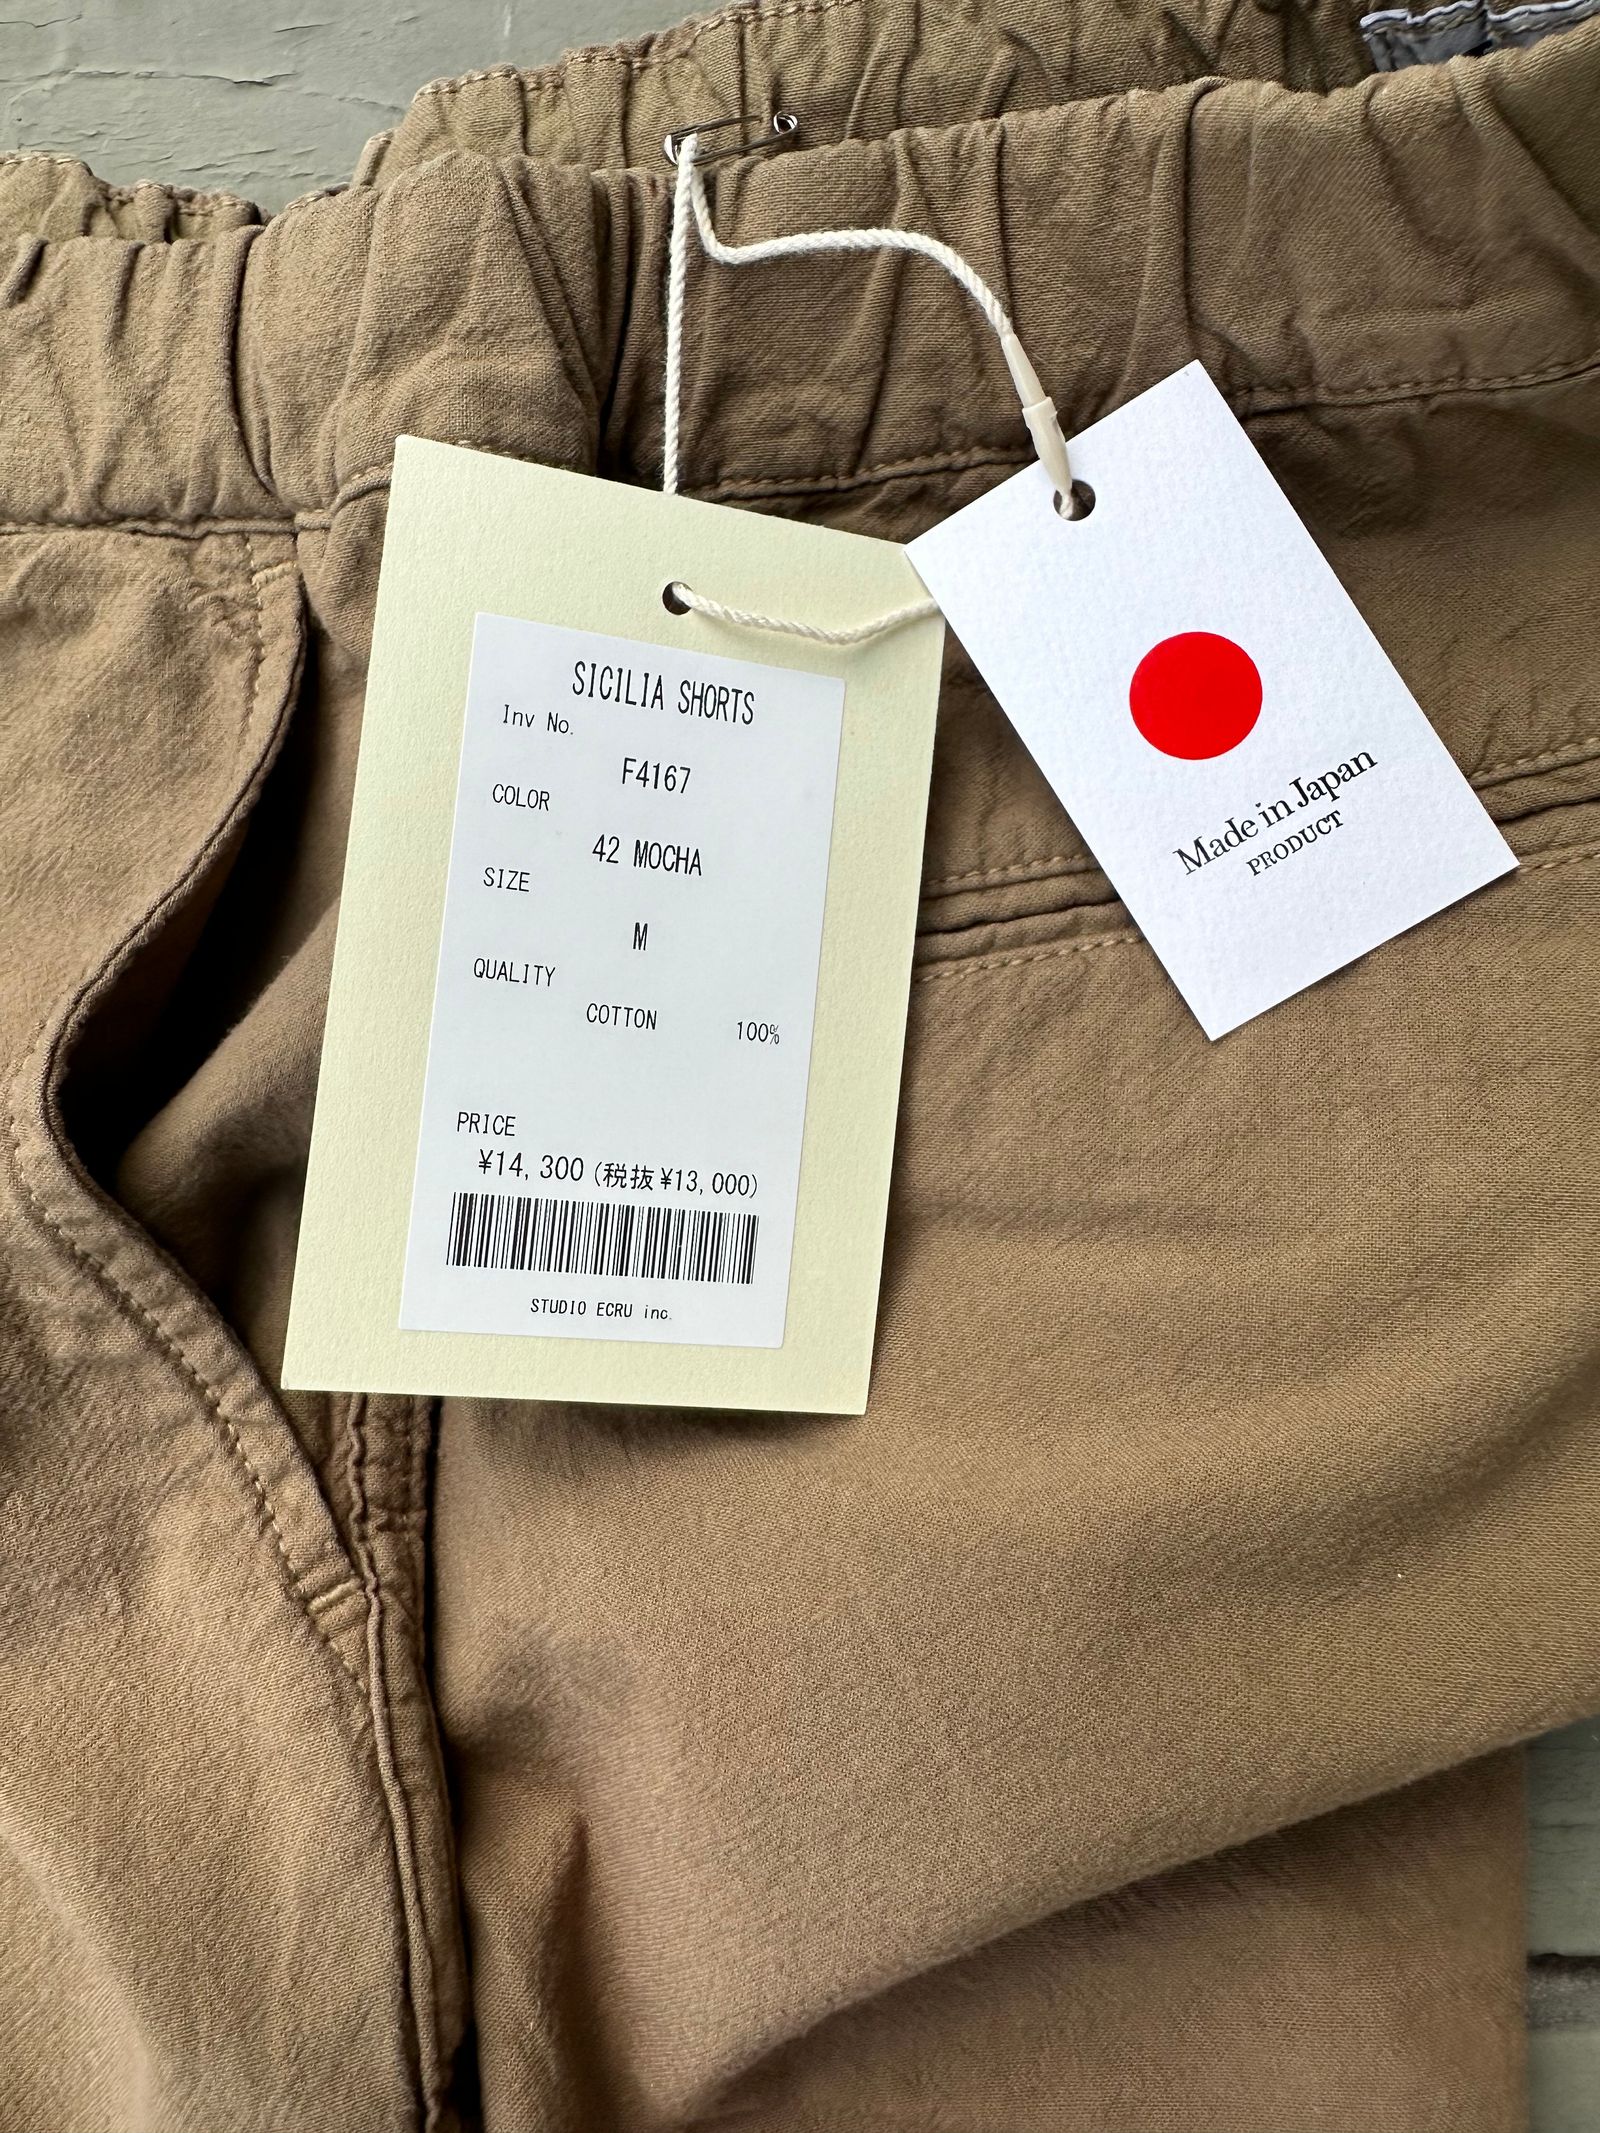 SICILIA SHORTS
Inv No.
F4167
COLOR
42 MOCHA
SIZE
M
QUALITY
COTTON 100%
PRICE
¥14,300(税抜¥13,000)
STUDIO ECRU inc.
Made in Japan
PRODUCT